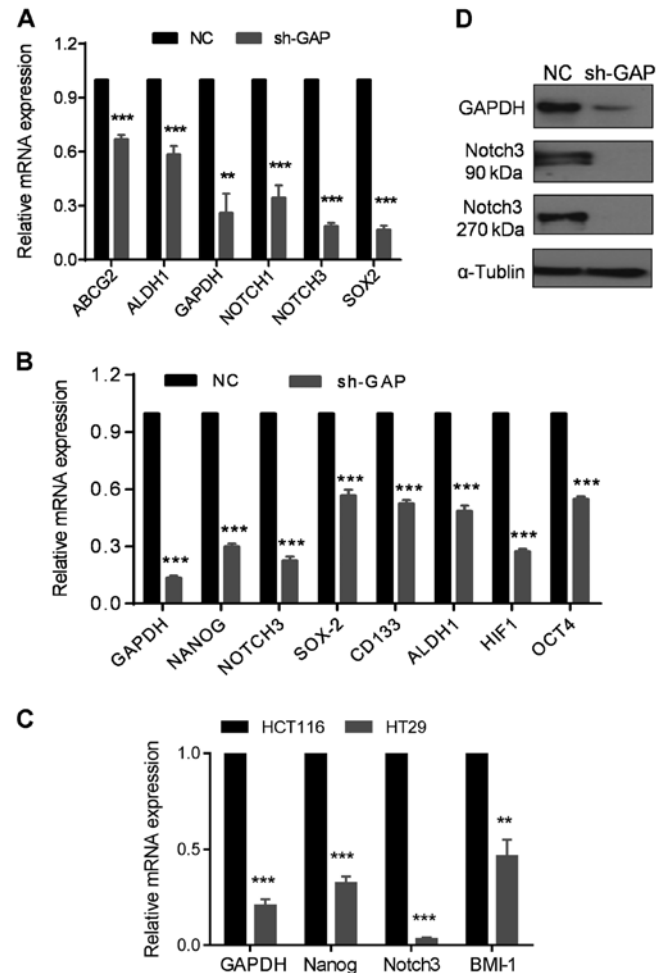 A
NC sh-GAP
Relative mRNA expression
1.2
0.9
0.6
0.3
0.0
*** *** ** *** *** ***
ABCG2 ALDH1 GAPDH NOTCH1 NOTCH3 SOX2
D
NC sh-GAP
GAPDH
Notch3
90 kDa
Notch3
270 kDa
α-Tublin
B
NC sh-GAP
Relative mRNA expression
1.2
0.9
0.6
0.3
0.0
*** *** *** *** *** *** *** ***
GAPDH NANOG NOTCH3 SOX-2 CD133 ALDH1 HIF1 OCT4
C
HCT116 HT29
Relative mRNA expression
1.0
0.5
0.0
*** *** *** **
GAPDH Nanog Notch3 BMI-1